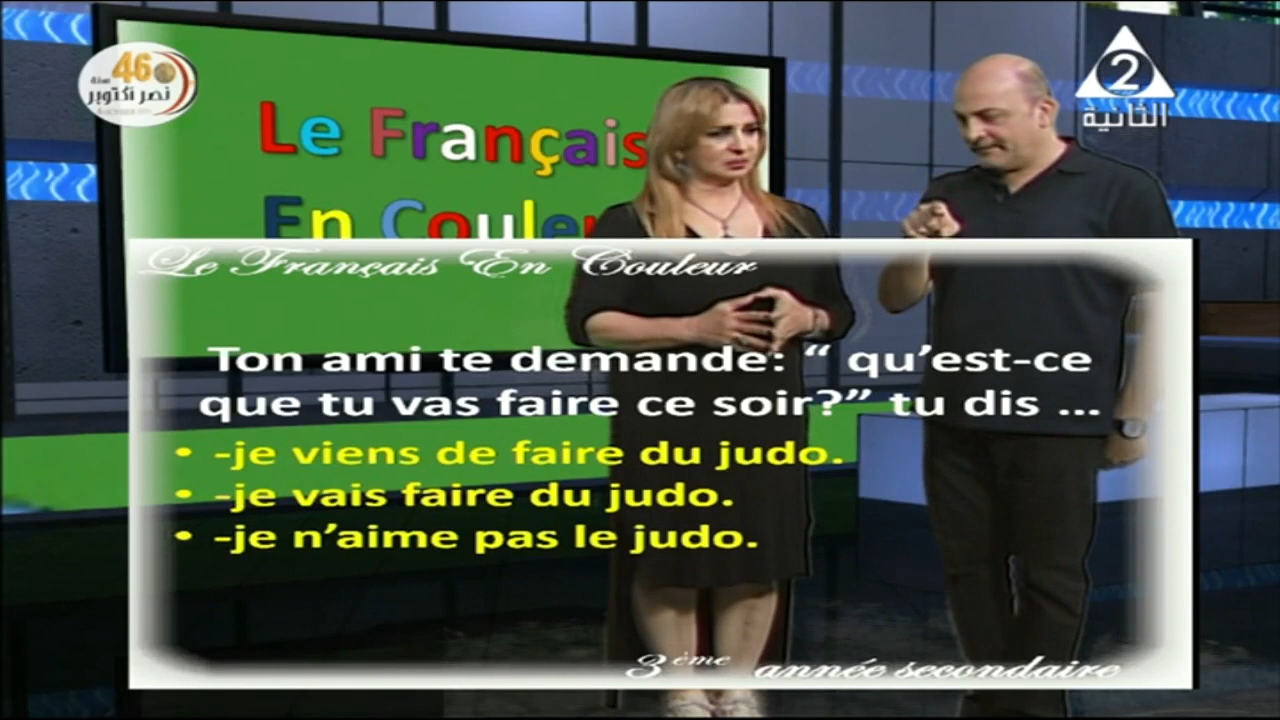 46
سنة
نصر أكتوبر
2
الثانية
Le Français
En Couleu
Le Français En Couleur
Ton ami te demande: “ qu’est-ce
que tu vas faire ce soir?” tu dis ...
• -je viens de faire du judo.
• -je vais faire du judo.
• -je n’aime pas le judo.
3ème année secondaire